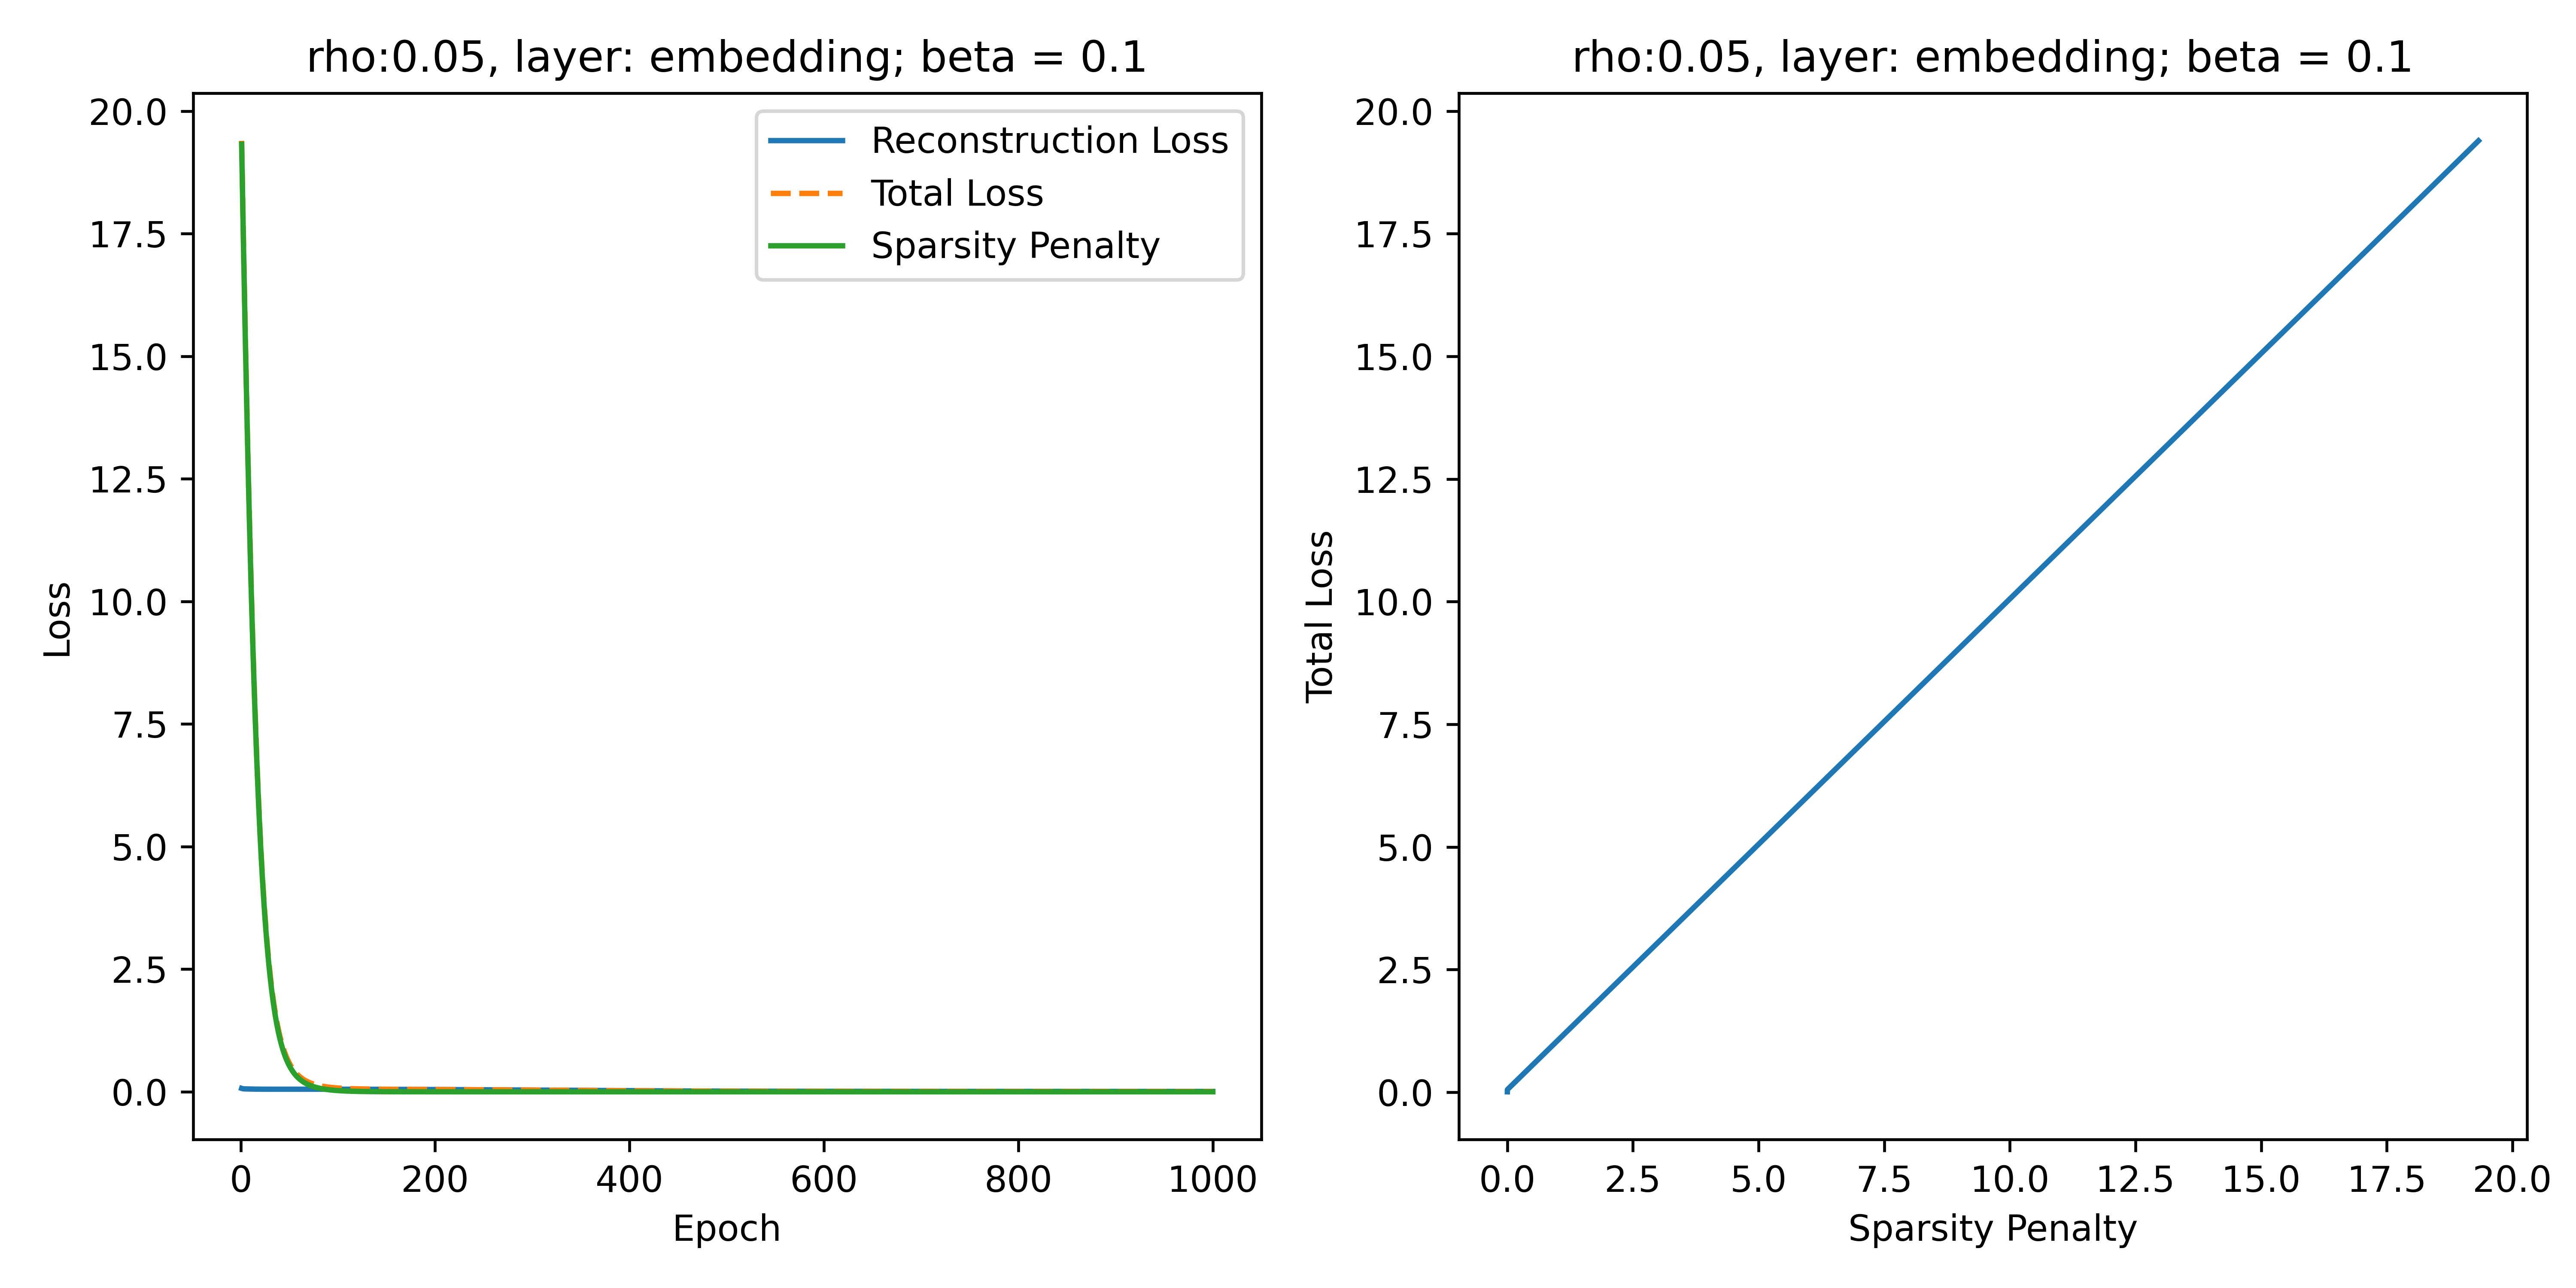 rho:0.05, layer: embedding; beta = 0.1
Loss
20.0
17.5
15.0
12.5
10.0
7.5
5.0
2.5
0.0
Reconstruction Loss
Total Loss
Sparsity Penalty
0 200 400 600 800 1000
Epoch
rho:0.05, layer: embedding; beta = 0.1
Total Loss
20.0
17.5
15.0
12.5
10.0
7.5
5.0
2.5
0.0
0.0 2.5 5.0 7.5 10.0 12.5 15.0 17.5 20.0
Sparsity Penalty